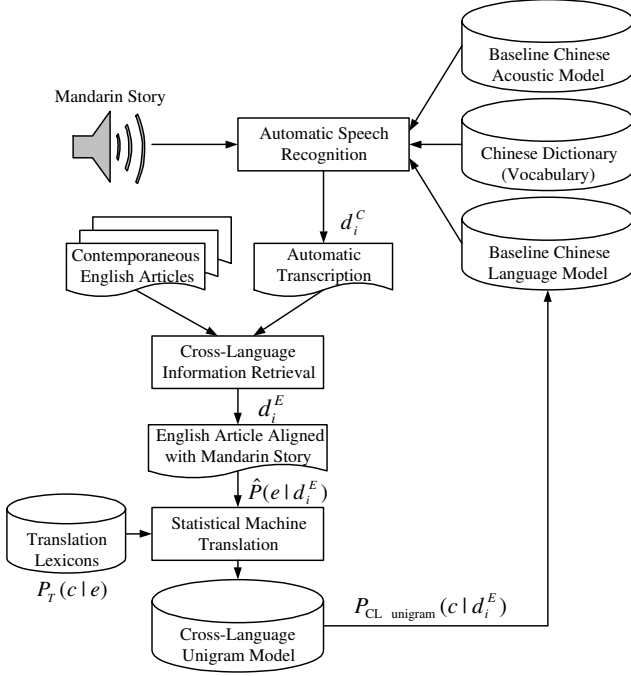 Baseline Chinese
Acoustic Model
Mandarin Story
Automatic Speech
Recognition
Chinese Dictionary
(Vocabulary)
d_i^C
Contemporaneous
English Articles
Automatic
Transcription
Baseline Chinese
Language Model
Cross-Language
Information Retrieval
d_i^E
English Article Aligned
with Mandarin Story
P̂(e | d_i^E)
Translation
Lexicons
Statistical Machine
Translation
P_T(c | e)
P_CL unigram(c | d_i^E)
Cross-Language
Unigram Model